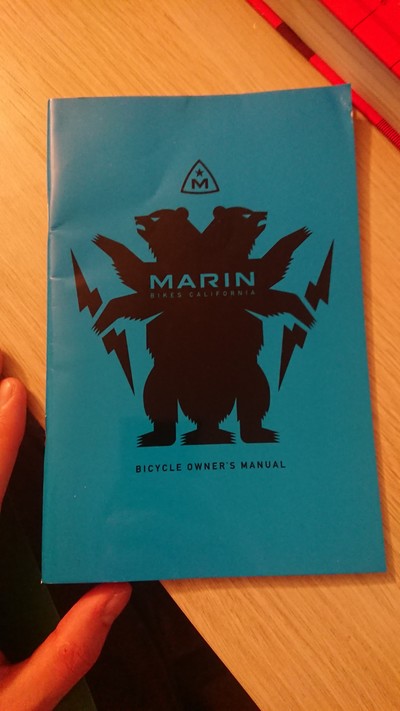 M
MARIN
BIKES CALIFORNIA
BICYCLE OWNER'S MANUAL